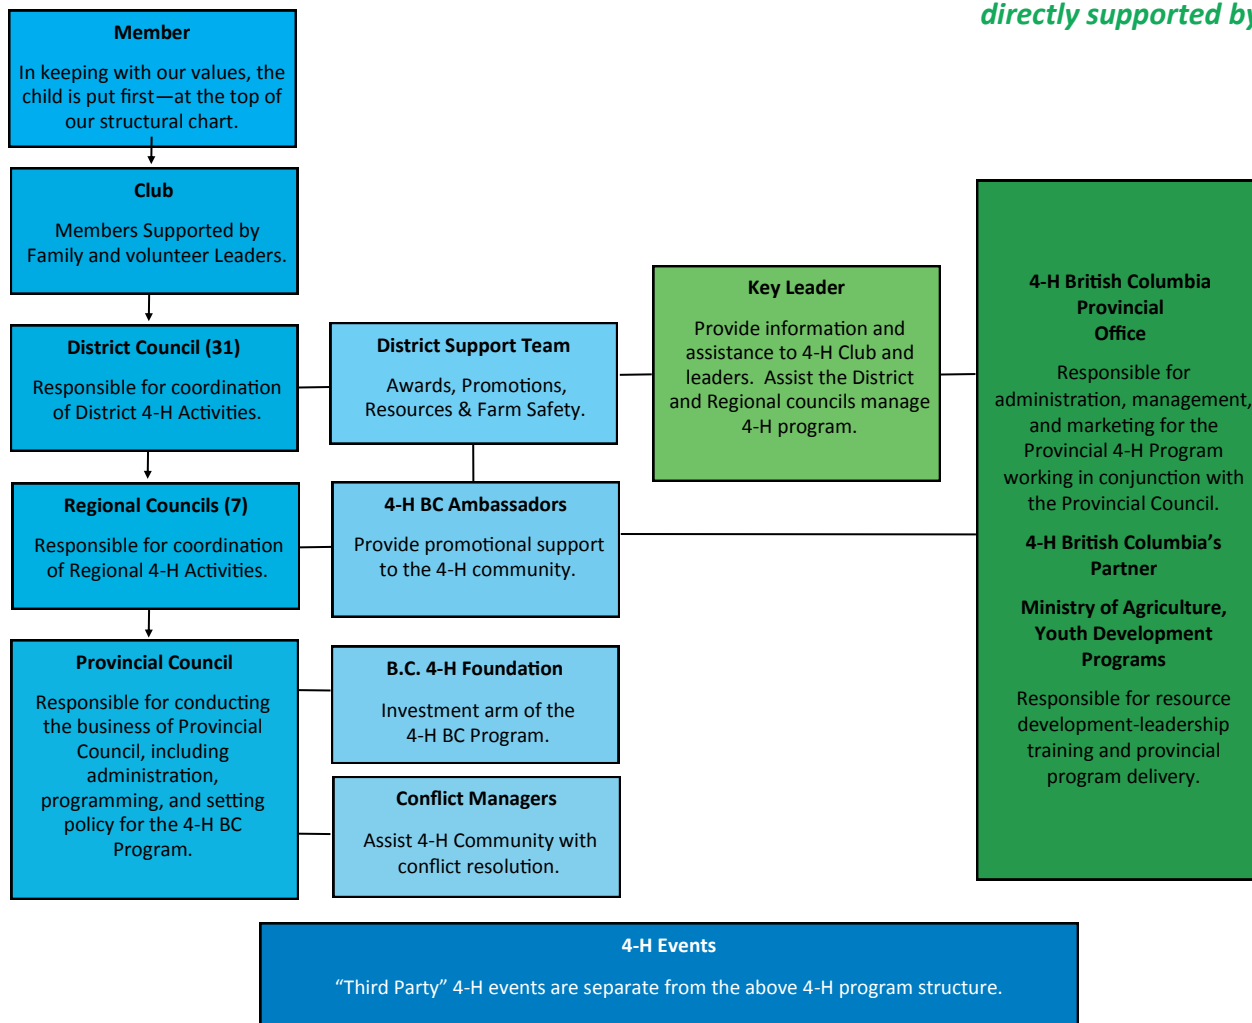 directly supported by
Member
In keeping with our values, the
child is put first—at the top of
our structural chart.
Club
Members Supported by
Family and volunteer Leaders.
District Council (31)
Responsible for coordination
of District 4-H Activities.
Regional Councils (7)
Responsible for coordination
of Regional 4-H Activities.
Provincial Council
Responsible for conducting
the business of Provincial
Council, including
administration,
programming, and setting
policy for the 4-H BC
Program.
District Support Team
Awards, Promotions,
Resources & Farm Safety.
4-H BC Ambassadors
Provide promotional support
to the 4-H community.
B.C. 4-H Foundation
Investment arm of the
4-H BC Program.
Conflict Managers
Assist 4-H Community with
conflict resolution.
Key Leader
Provide information and
assistance to 4-H Club and
leaders.  Assist the District
and Regional councils manage
4-H program.
4-H British Columbia
Provincial
Office
Responsible for
administration, management,
and marketing for the
Provincial 4-H Program
working in conjunction with
the Provincial Council.
4-H British Columbia’s
Partner
Ministry of Agriculture,
Youth Development
Programs
Responsible for resource
development-leadership
training and provincial
program delivery.
4-H Events
“Third Party” 4-H events are separate from the above 4-H program structure.